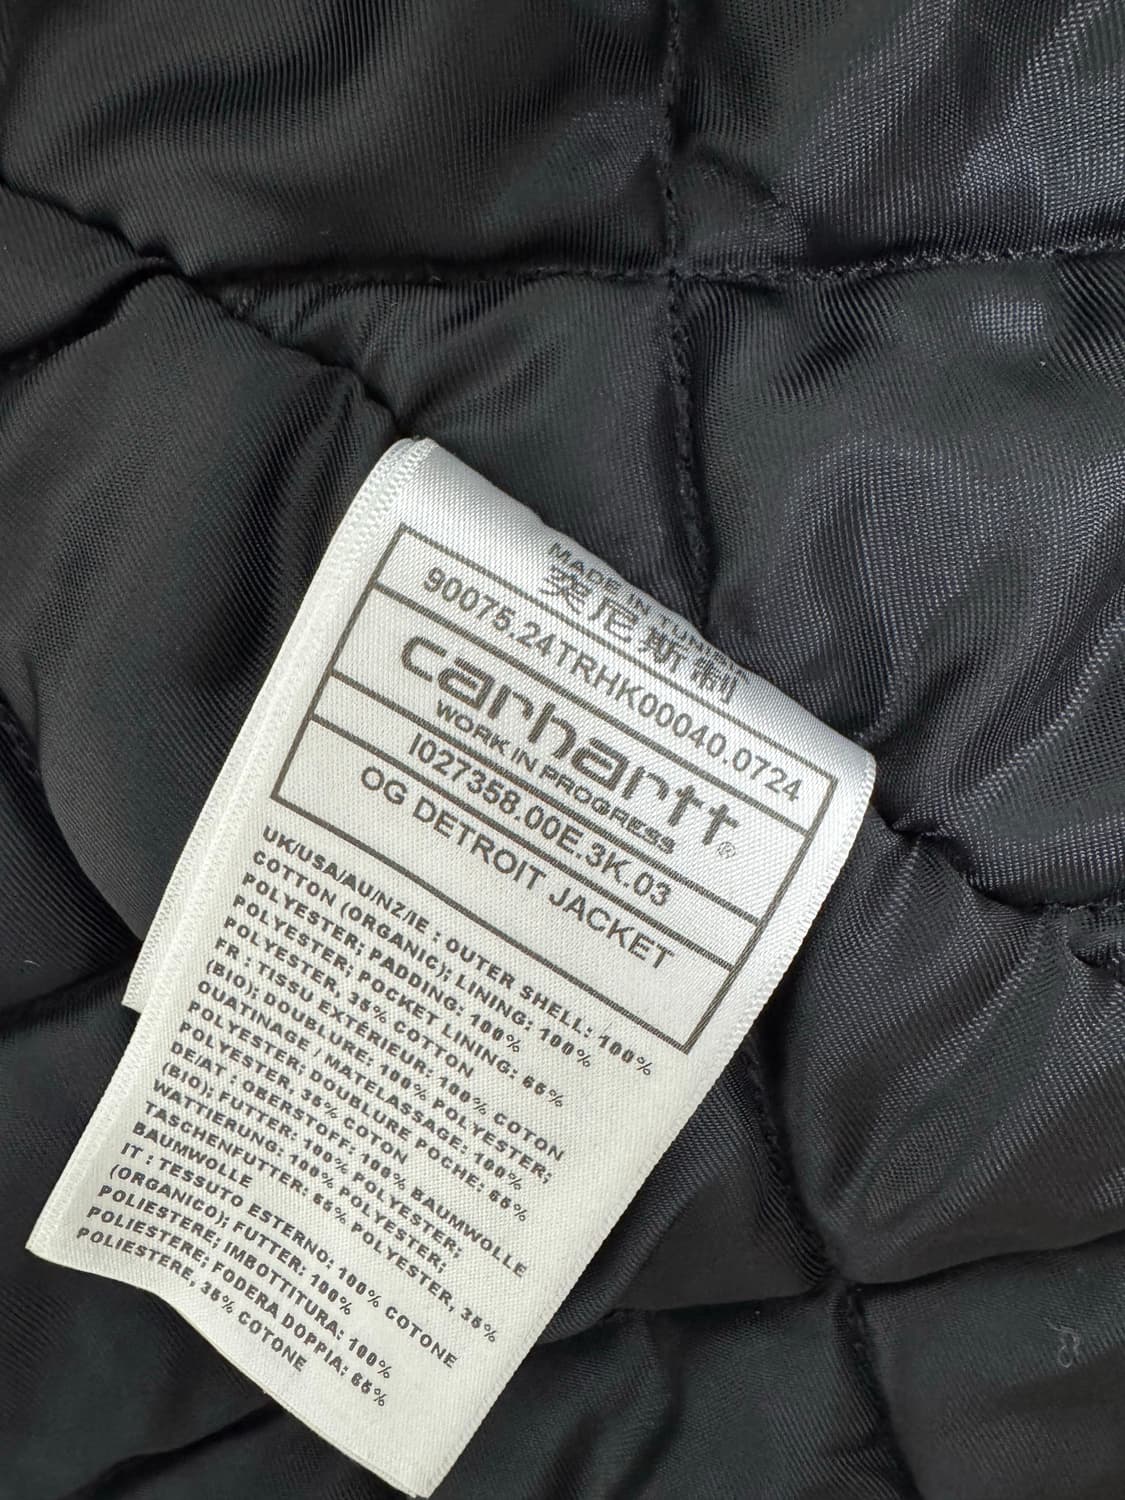 MADE IN TUNISIA
突尼斯制
90075.24TRHK00040.0724
carhartt®
WORK IN PROGRESS
I027358.00E.3K.03
OG DETROIT JACKET
UK/USA/AU/NZ/IE : OUTER SHELL: 100%
COTTON (ORGANIC); LINING: 100%
POLYESTER; PADDING: 100%
POLYESTER; POCKET LINING: 65%
POLYESTER, 35% COTTON
FR : TISSU EXTÉRIEUR: 100% COTON
(BIO); DOUBLURE: 100% POLYESTER;
OUATINAGE / MATELASSAGE: 100%
POLYESTER; DOUBLURE POCHE: 65%
POLYESTER, 35% COTON
DE/AT : OBERSTOFF: 100% BAUMWOLLE
(BIO); FUTTER: 100% POLYESTER;
WATTIERUNG: 100% POLYESTER;
TASCHENFUTTER: 65% POLYESTER, 35%
BAUMWOLLE
IT : TESSUTO ESTERNO: 100% COTONE
(ORGANICO); FUTTER: 100%
POLIESTERE; IMBOTTITURA: 100%
POLIESTERE; FODERA DOPPIA: 65%
POLIESTERE, 35% COTONE